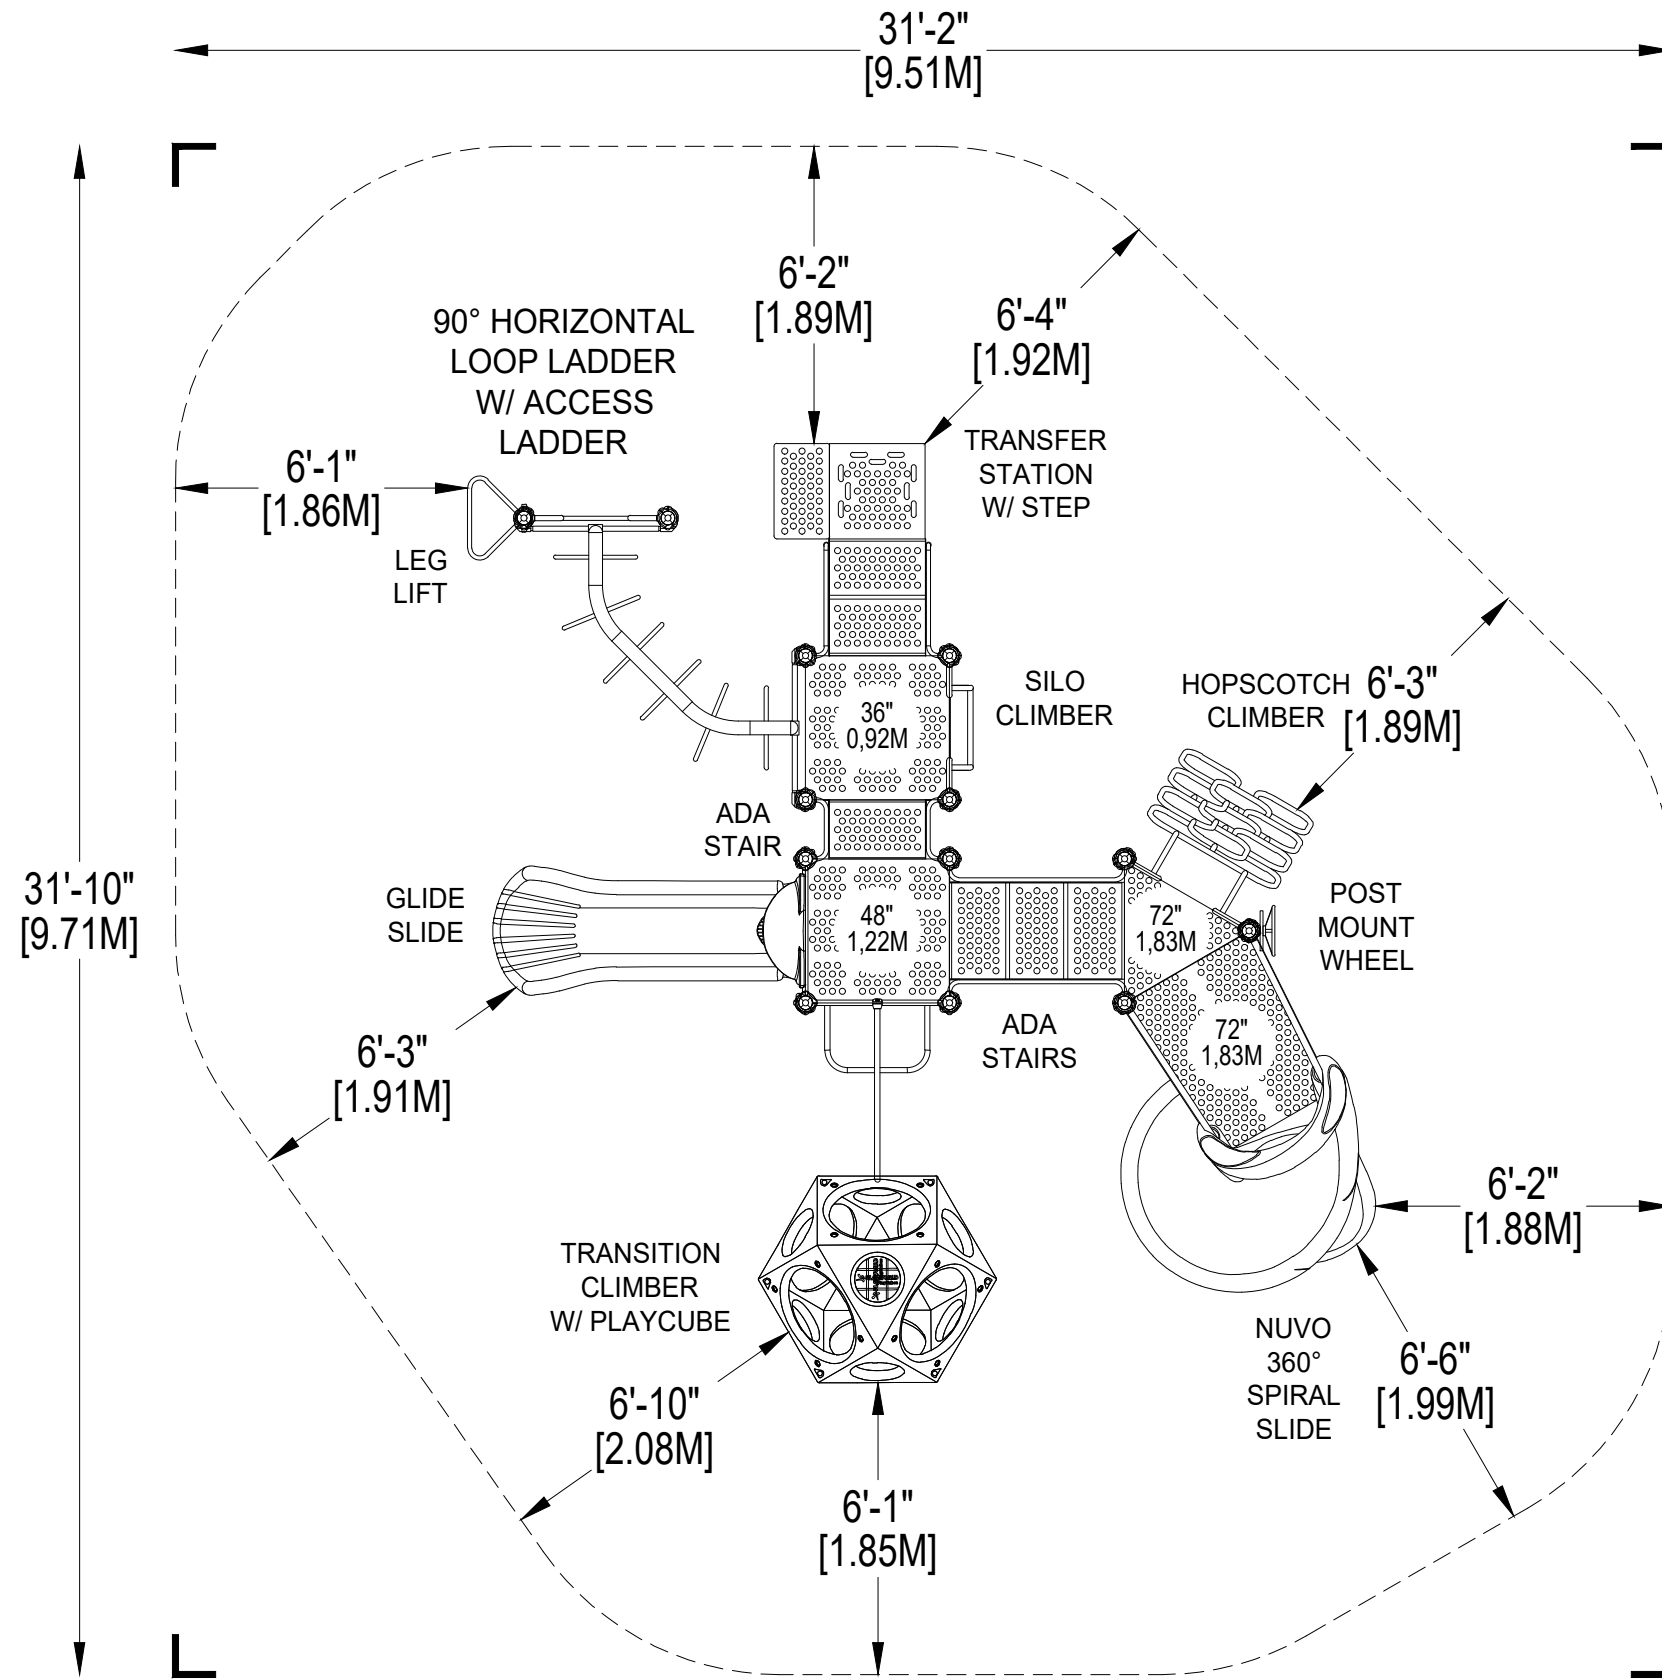 31'-2"
[9.51M]
6'-2"
[1.89M]
6'-4"
[1.92M]
90° HORIZONTAL
LOOP LADDER
W/ ACCESS
LADDER
TRANSFER
STATION
W/ STEP
6'-1"
[1.86M]
LEG
LIFT
SILO
CLIMBER
HOPSCOTCH
CLIMBER
6'-3"
[1.89M]
36"
0,92M
ADA
STAIR
31'-10"
[9.71M]
GLIDE
SLIDE
48"
1,22M
72"
1,83M
POST
MOUNT
WHEEL
ADA
STAIRS
72"
1,83M
6'-3"
[1.91M]
6'-2"
[1.88M]
TRANSITION
CLIMBER
W/ PLAYCUBE
NUVO
360°
SPIRAL
SLIDE
6'-6"
[1.99M]
6'-10"
[2.08M]
6'-1"
[1.85M]